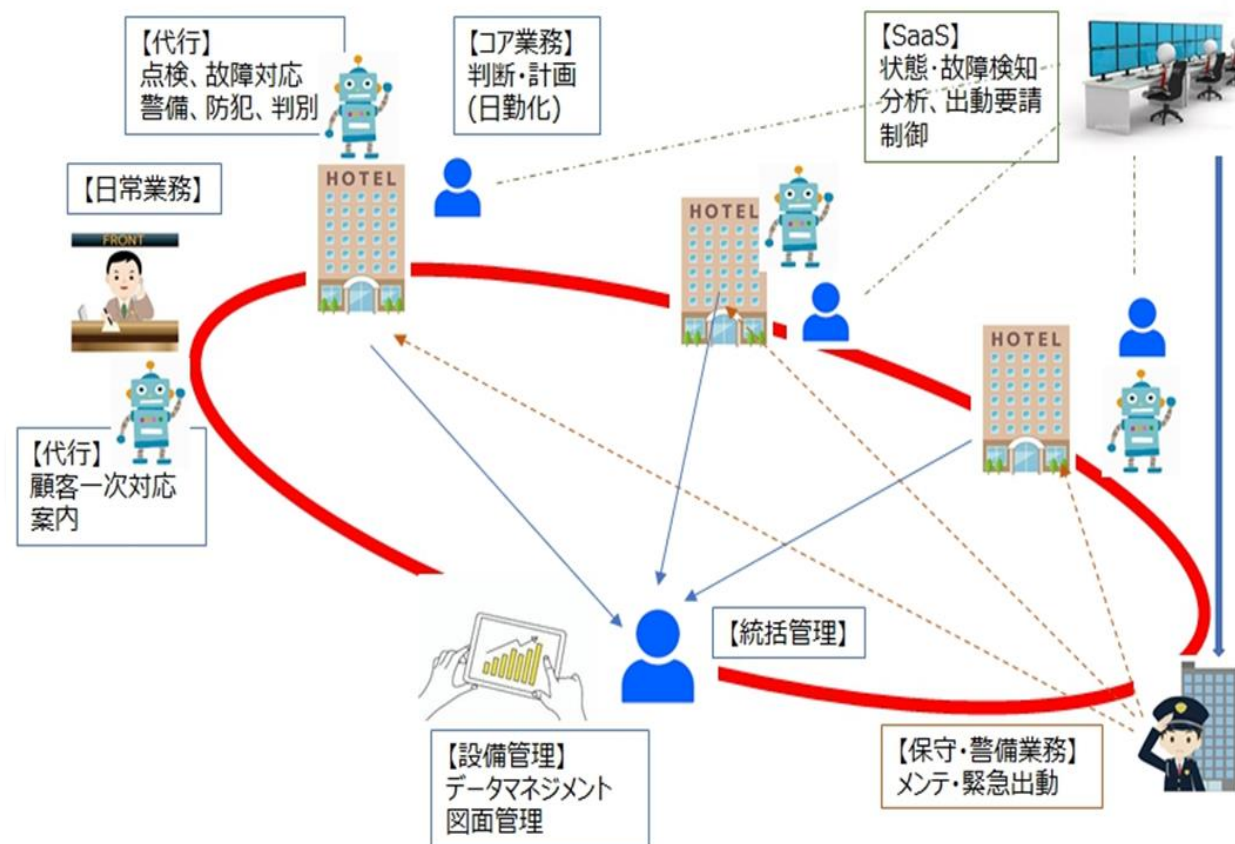 【代行】
点検、故障対応
警備、防犯、判別
【コア業務】
判断・計画
(日勤化)
【SaaS】
状態・故障検知
分析、出動要請
制御
【日常業務】
FRONT
HOTEL
HOTEL
HOTEL
【代行】
顧客一次対応
案内
【統括管理】
【設備管理】
データマネジメント
図面管理
【保守・警備業務】
メンテ・緊急出動